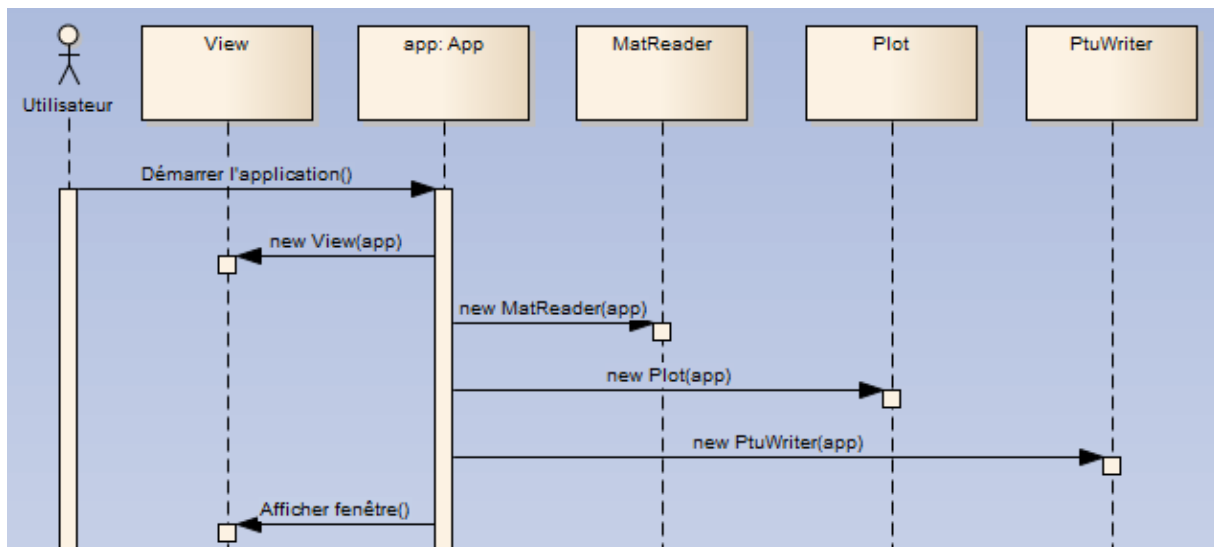 View
app: App
MatReader
Plot
PtuWriter
Utilisateur
Démarrer l'application()
new View(app)
new MatReader(app)
new Plot(app)
new PtuWriter(app)
Afficher fenêtre()